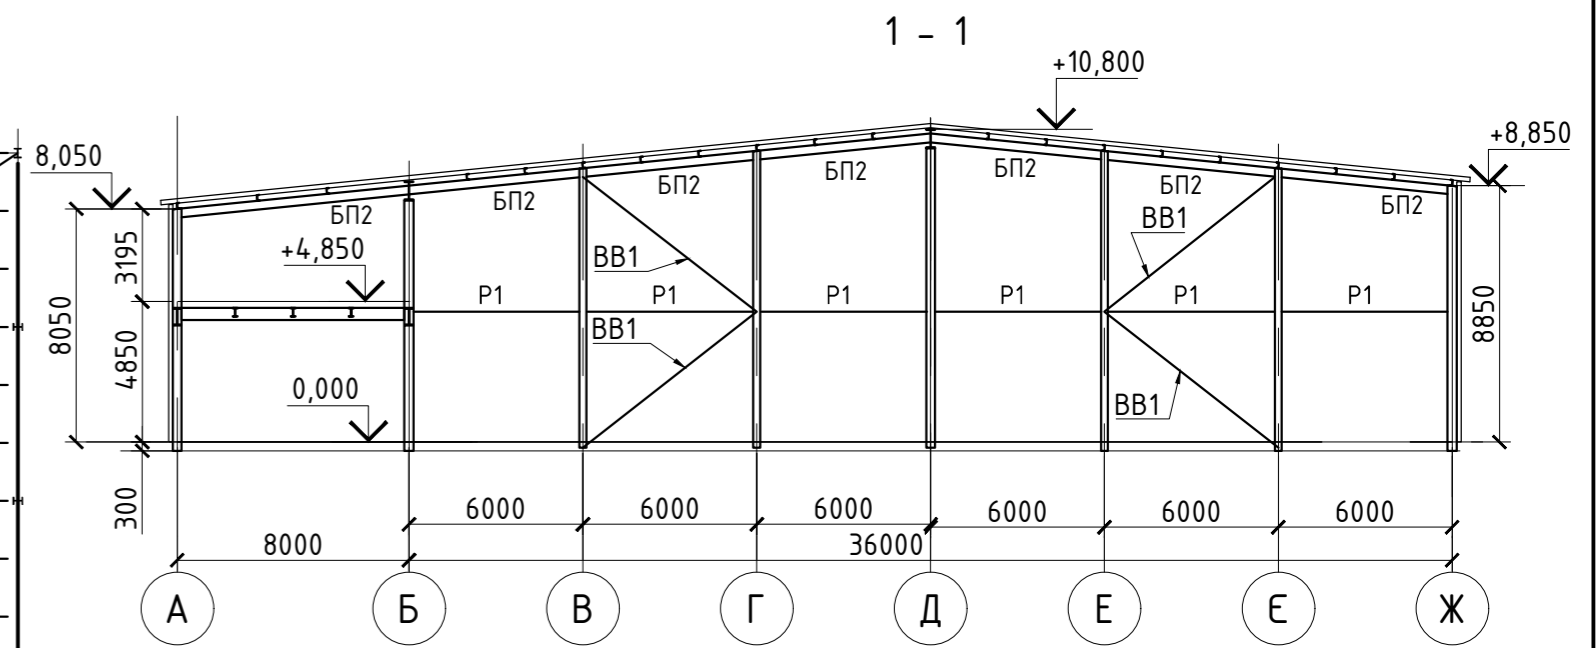 1 - 1
+10,800
8,050
+8,850
БП2
БП2
БП2
БП2
БП2
БП2
БП2
+4,850
ВВ1
ВВ1
3195
8050
Р1
Р1
Р1
Р1
Р1
Р1
8850
ВВ1
4850
0,000
ВВ1
300
6000
6000
6000
6000
6000
6000
8000
36000
А
Б
В
Г
Д
Е
Є
Ж